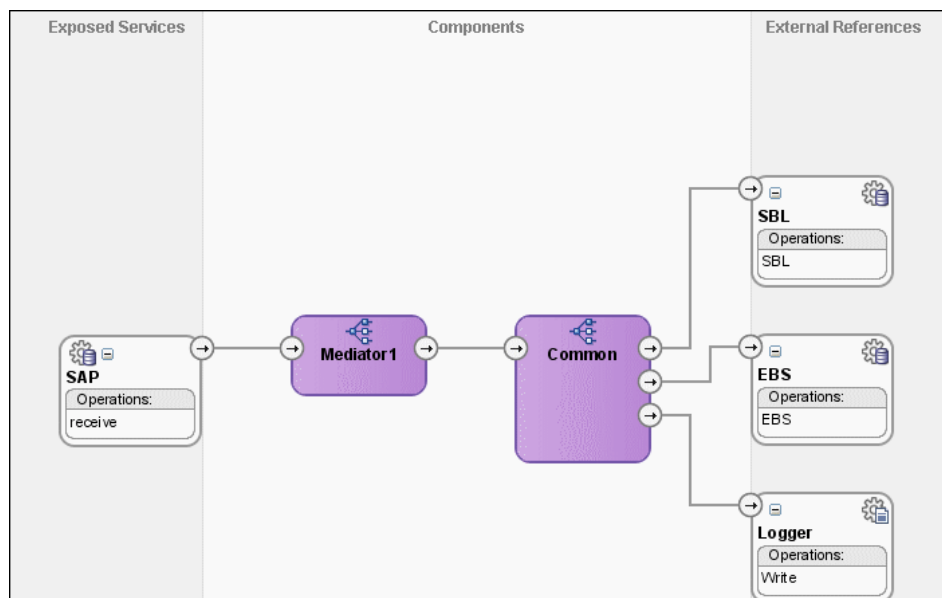 Exposed Services
Components
External References
SAP
Operations:
receive
Mediator1
Common
SBL
Operations:
SBL
EBS
Operations:
EBS
Logger
Operations:
Write